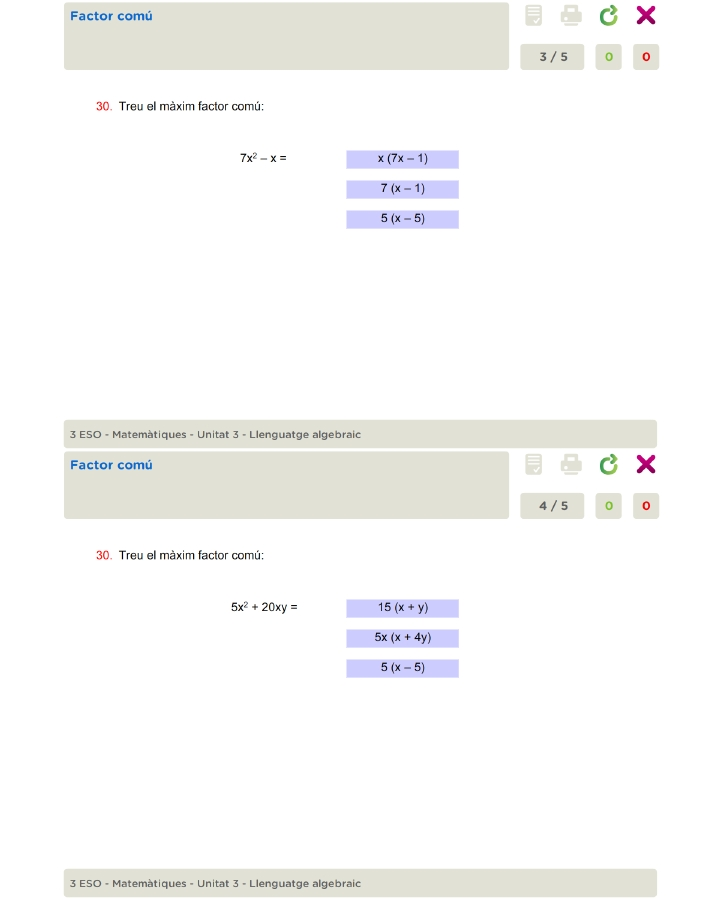 Factor comú
3 / 5
0
0
30. Treu el màxim factor comú:
7x² – x =
x (7x – 1)
7 (x – 1)
5 (x – 5)
3 ESO - Matemàtiques - Unitat 3 - Llenguatge algebraic
Factor comú
4 / 5
0
0
30. Treu el màxim factor comú:
5x² + 20xy =
15 (x + y)
5x (x + 4y)
5 (x – 5)
3 ESO - Matemàtiques - Unitat 3 - Llenguatge algebraic